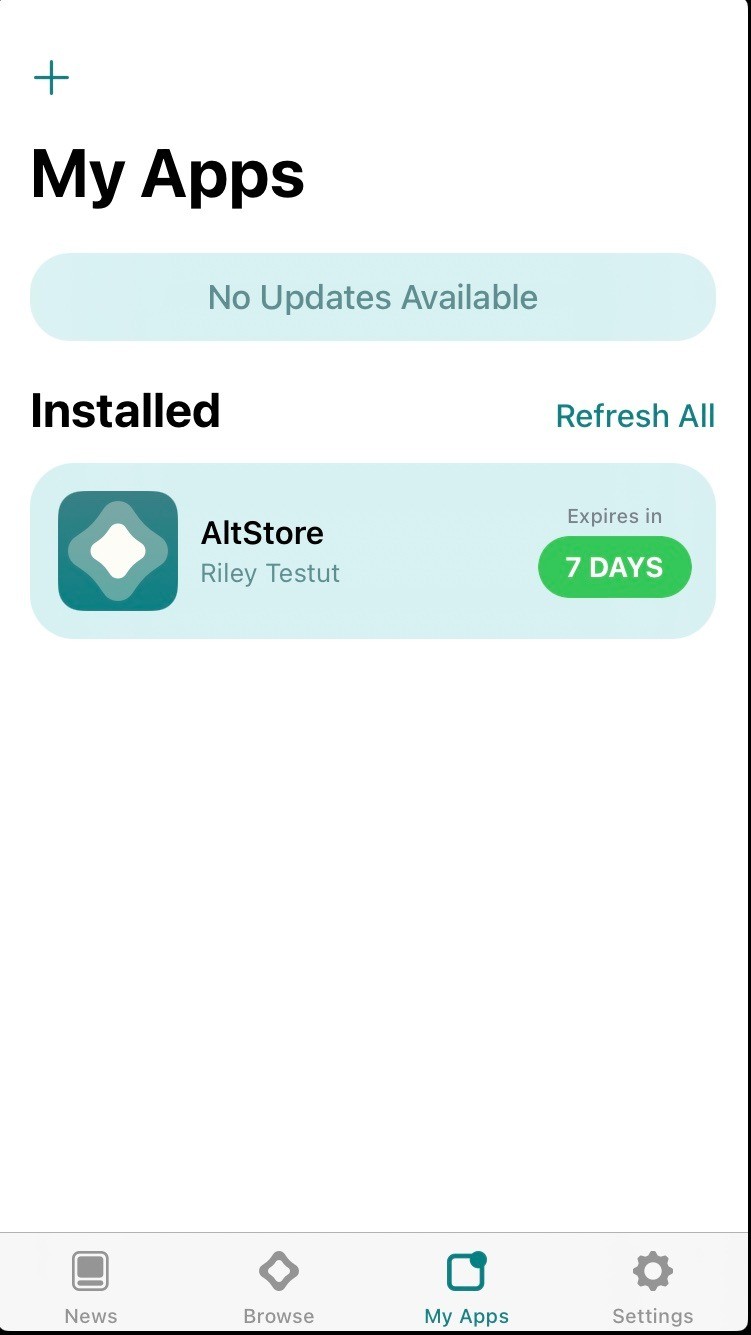 My Apps
No Updates Available
Installed
Refresh All
AltStore
Riley Testut
Expires in
7 DAYS
News
Browse
My Apps
Settings